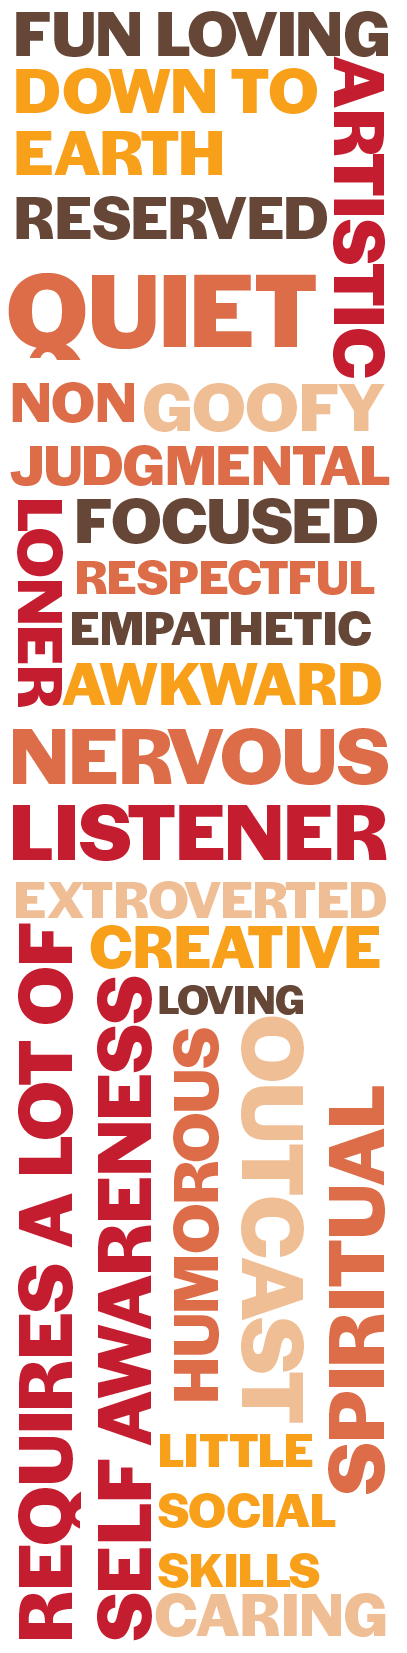 FUN LOVING
DOWN TO
EARTH
ARTISTIC
RESERVED
QUIET
NON
GOOFY
JUDGMENTAL
LONER
FOCUSED
RESPECTFUL
EMPATHETIC
AWKWARD
NERVOUS
LISTENER
EXTROVERTED
CREATIVE
REQUIRES A LOT OF
SELF AWARENESS
LOVING
HUMOROUS
OUTCAST
SPIRITUAL
LITTLE
SOCIAL
SKILLS
CARING